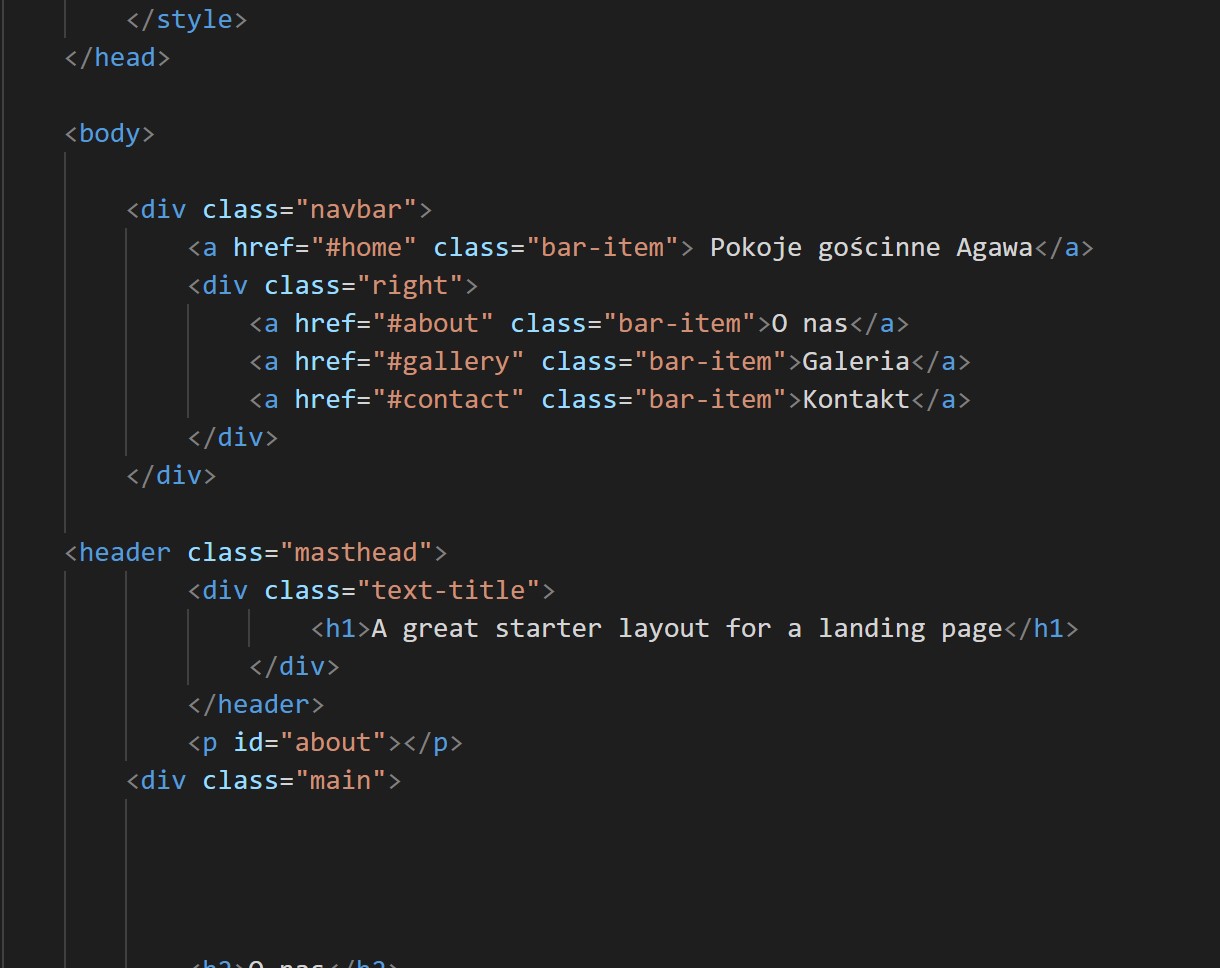 </style>
</head>
<body>
<div class="navbar">
<a href="#home" class="bar-item"> Pokoje gościnne Agawa</a>
<div class="right">
<a href="#about" class="bar-item">O nas</a>
<a href="#gallery" class="bar-item">Galeria</a>
<a href="#contact" class="bar-item">Kontakt</a>
</div>
</div>
<header class="masthead">
<div class="text-title">
<h1>A great starter layout for a landing page</h1>
</div>
</header>
<p id="about"></p>
<div class="main">
<h2>O nas</h2>